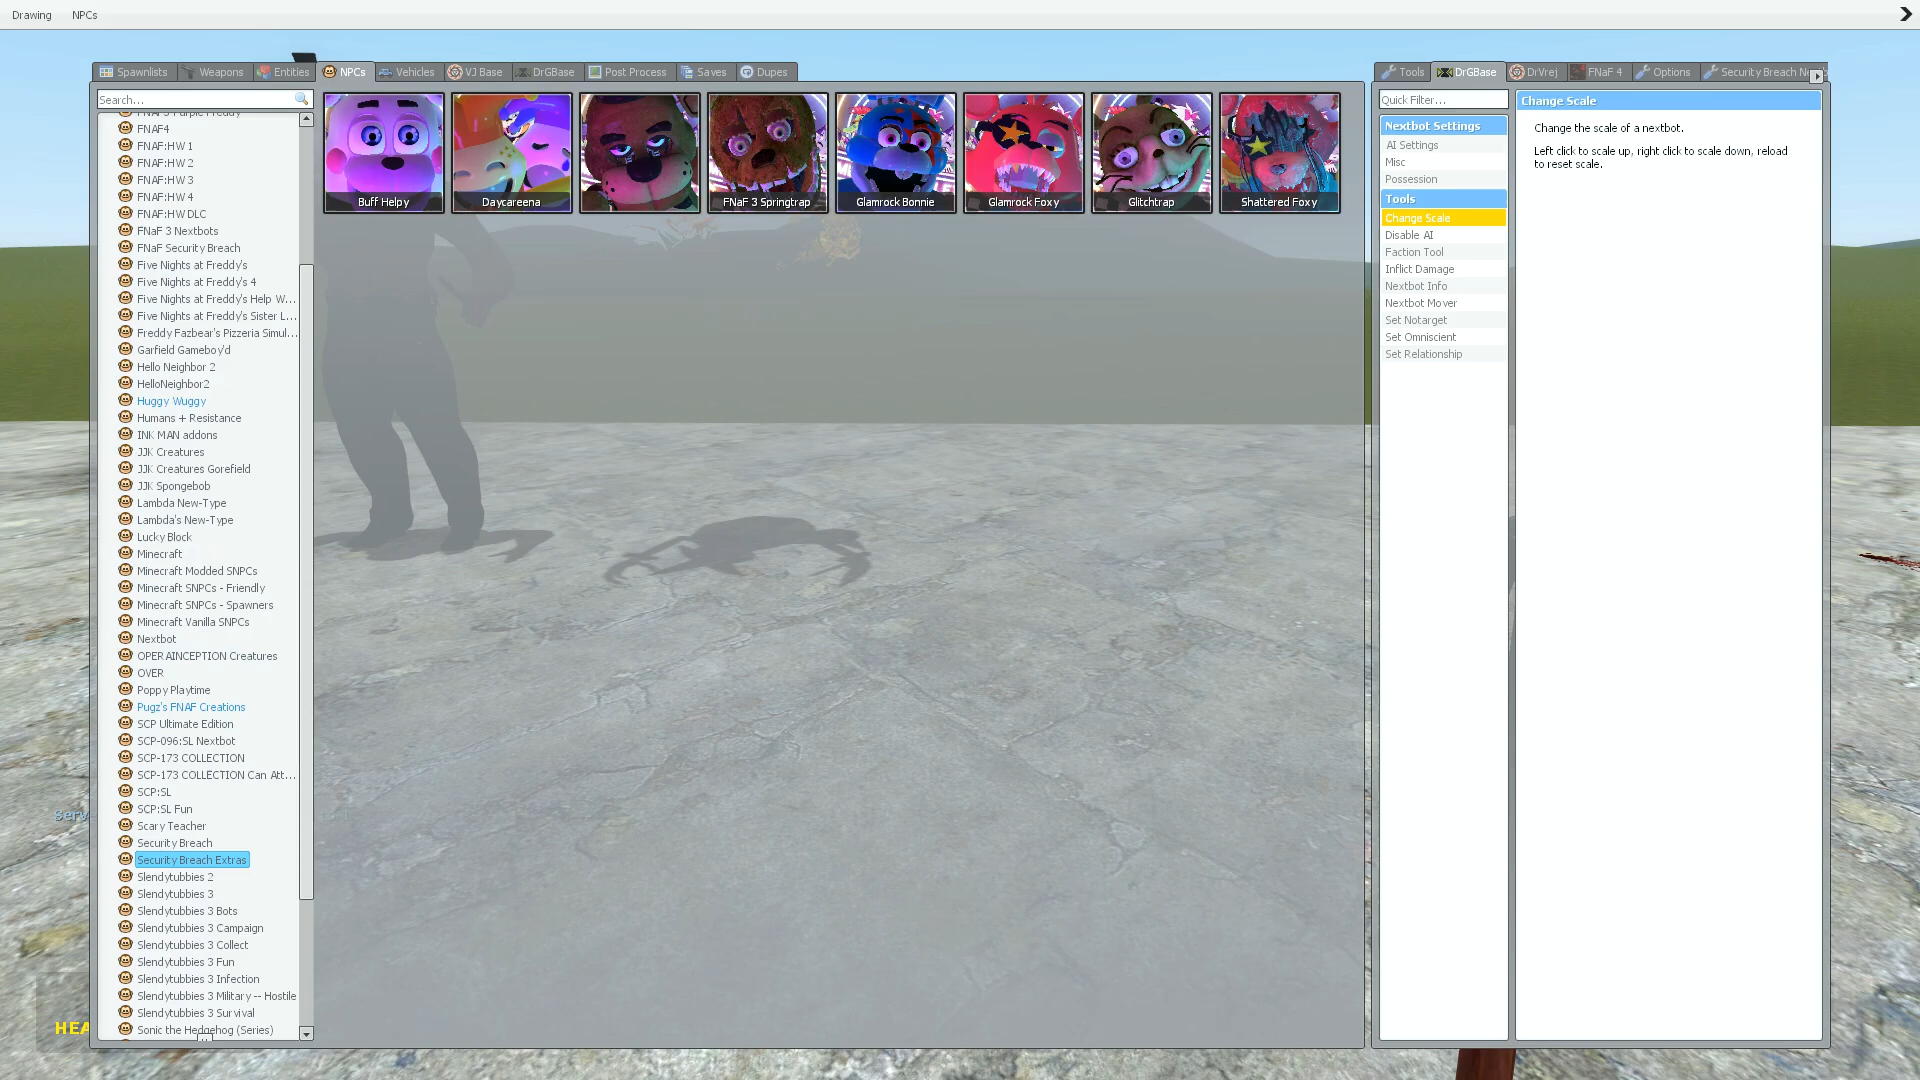 Drawing NPCs
Spawnlists Weapons Entities NPCs Vehicles VJ Base DrGBase Post Process Saves Dupes
Tools DrGBase DrVrej FNaF 4 Options Security Breach
Search...
FNAF4
FNAF:HW 1
FNAF:HW 2
FNAF:HW 3
FNAF:HW 4
FNAF:HW DLC
FNaF 3 Nextbots
FNaF Security Breach
Five Nights at Freddy's
Five Nights at Freddy's 4
Five Nights at Freddy's Help W...
Five Nights at Freddy's Sister L...
Freddy Fazbear's Pizzeria Simul...
Garfield Gameboy'd
Hello Neighbor 2
HelloNeighbor2
Huggy Wuggy
Humans + Resistance
INK MAN addons
JJK Creatures
JJK Creatures Gorefield
JJK Spongebob
Lambda New-Type
Lambda's New-Type
Lucky Block
Minecraft
Minecraft Modded SNPCs
Minecraft SNPCs - Friendly
Minecraft SNPCs - Spawners
Minecraft Vanilla SNPCs
Nextbot
OPERAINCEPTION Creatures
OVER
Poppy Playtime
Pugz's FNAF Creations
SCP Ultimate Edition
SCP-096:SL Nextbot
SCP-173 COLLECTION
SCP-173 COLLECTION Can Att...
SCP:SL
SCP:SL Fun
Scary Teacher
Security Breach
Security Breach Extras
Slendytubbies 2
Slendytubbies 3
Slendytubbies 3 Bots
Slendytubbies 3 Campaign
Slendytubbies 3 Collect
Slendytubbies 3 Fun
Slendytubbies 3 Infection
Slendytubbies 3 Military -- Hostile
Slendytubbies 3 Survival
Sonic the Hedgehog (Series)
Buff Helpy
Daycareena
FNaF 3 Springtrap
Glamrock Bonnie
Glamrock Foxy
Glitchtrap
Shattered Foxy
Quick Filter...
Nextbot Settings
AI Settings
Misc
Possession
Tools
Change Scale
Disable AI
Faction Tool
Inflict Damage
Nextbot Info
Nextbot Mover
Set Notarget
Set Omniscient
Set Relationship
Change Scale
Change the scale of a nextbot.
Left click to scale up, right click to scale down, reload
to reset scale.
Serv
HEA